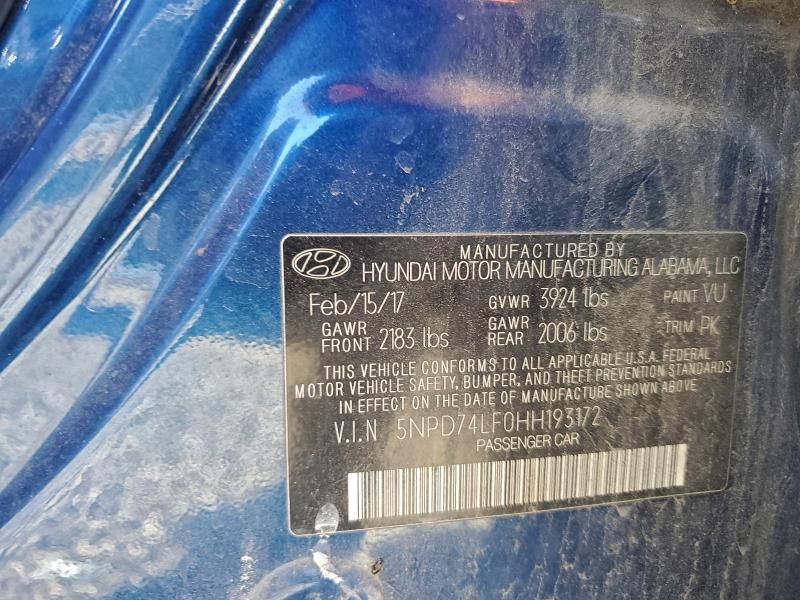 MANUFACTURED BY
HYUNDAI MOTOR MANUFACTURING ALABAMA, LLC
Feb/15/17 GVWR 3924 lbs PAINT VU
GAWR FRONT 2183 lbs GAWR REAR 2006 lbs TRIM PK
THIS VEHICLE CONFORMS TO ALL APPLICABLE U.S.A. FEDERAL
MOTOR VEHICLE SAFETY, BUMPER, AND THEFT PREVENTION STANDARDS
IN EFFECT ON THE DATE OF MANUFACTURE SHOWN ABOVE
V.I.N 5NPD74LF0HH193172
PASSENGER CAR